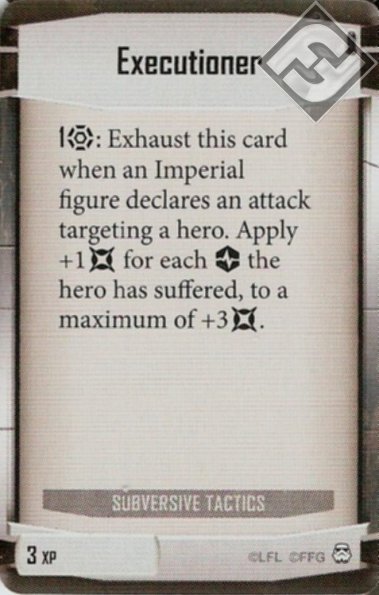 Executioner
1: Exhaust this card
when an Imperial
figure declares an attack
targeting a hero. Apply
+1 for each the
hero has suffered, to a
maximum of +3.
SUBVERSIVE TACTICS
3 XP
©LFL ©FFG